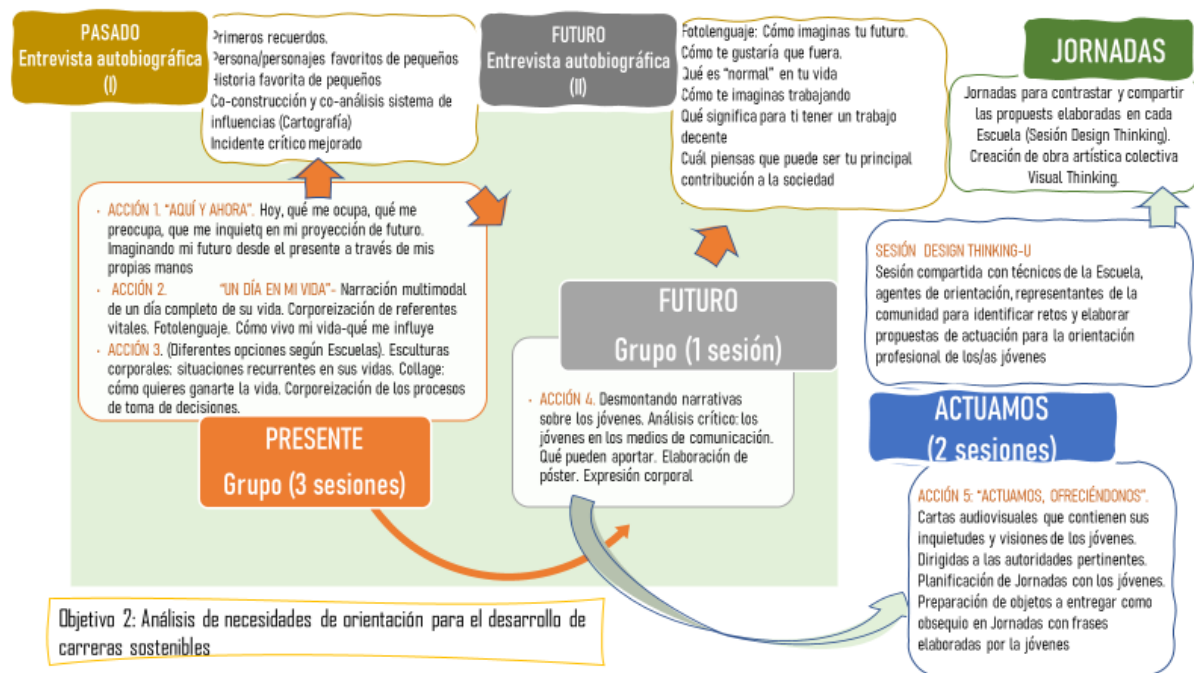 PASADO
Entrevista autobiográfica
(I)
Primeros recuerdos.
Persona/personajes favoritos de pequeños
Historia favorita de pequeños
Co-construcción y co-análisis sistema de
influencias (Cartografía)
Incidente crítico mejorado
FUTURO
Entrevista autobiográfica
(II)
Fotolenguaje: Cómo imaginas tu futuro.
Cómo te gustaría que fuera.
Qué es "normal" en tu vida
Cómo te imaginas trabajando
Qué significa para ti tener un trabajo
decente
Cuál piensas que puede ser tu principal
contribución a la sociedad
JORNADAS
Jornadas para contrastar y compartir
las propuests elaboradas en cada
Escuela (Sesión Design Thinking).
Creación de obra artística colectiva
Visual Thinking.
• ACCIÓN 1. "AQUÍ Y AHORA". Hoy, qué me ocupa, qué me
preocupa, que me inquietq en mi proyección de futuro.
Imaginando mi futuro desde el presente a través de mis
propias manos
• ACCIÓN 2. "UN DÍA EN MI VIDA"- Narración multimodal
de un día completo de su vida. Corporeización de referentes
vitales. Fotolenguaje. Cómo vivo mi vida-qué me influye
• ACCIÓN 3. (Diferentes opciones según Escuelas). Esculturas
corporales: situaciones recurrentes en sus vidas. Collage:
cómo quieres ganarte la vida. Corporeización de los procesos
de toma de decisiones.
PRESENTE
Grupo (3 sesiones)
FUTURO
Grupo (1 sesión)
• ACCIÓN 4. Desmontando narrativas
sobre los jóvenes. Análisis crítico: los
jóvenes en los medios de comunicación.
Qué pueden aportar. Elaboración de
póster. Expresión corporal
SESIÓN DESIGN THINKING-U
Sesión compartida con técnicos de la Escuela,
agentes de orientación, representantes de la
comunidad para identificar retos y elaborar
propuestas de actuación para la orientación
profesional de los/as jóvenes
ACTUAMOS
(2 sesiones)
ACCIÓN 5: "ACTUAMOS, OFRECIÉNDONOS".
Cartas audiovisuales que contienen sus
inquietudes y visiones de los jóvenes.
Dirigidas a las autoridades pertinentes.
Planificación de Jornadas con los jóvenes.
Preparación de objetos a entregar como
obsequio en Jornadas con frases
elaboradas por la jóvenes
Objetivo 2: Análisis de necesidades de orientación para el desarrollo de
carreras sostenibles